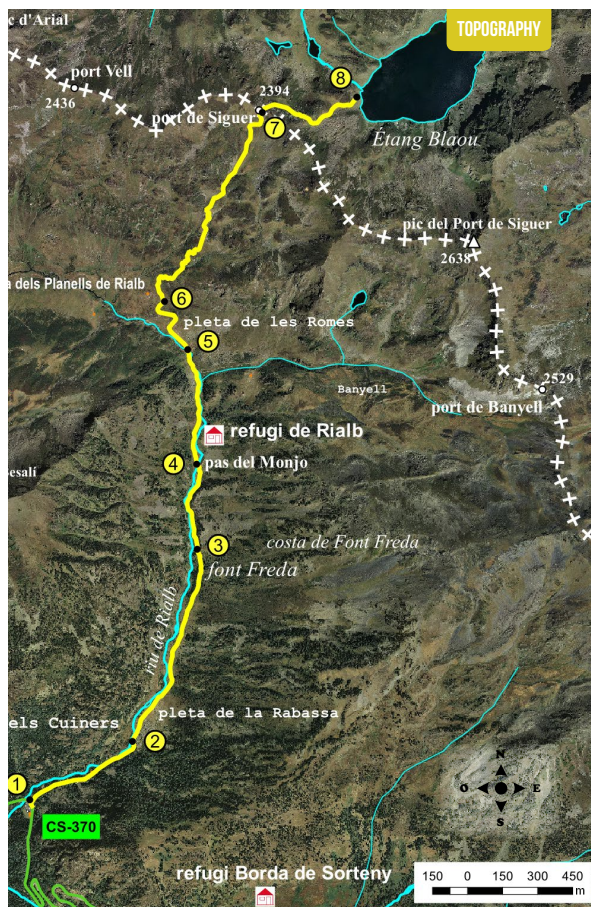 c d'Arial
TOPOGRAPHY
port Vell
2436
8
2394
port de Siguer
7
Étang Blaou
pic del Port de Siguer
2638
a dels Planells de Rialb
6
pleta de les Romes
5
Banyell
2529
port de Banyell
refugi de Rialb
4
pas del Monjo
esalí
3
costa de Font Freda
font Freda
riu de Rialb
els Cuiners
pleta de la Rabassa
2
1
CS-370
N
O
E
S
refugi Borda de Sorteny
150 0 150 300 450
m